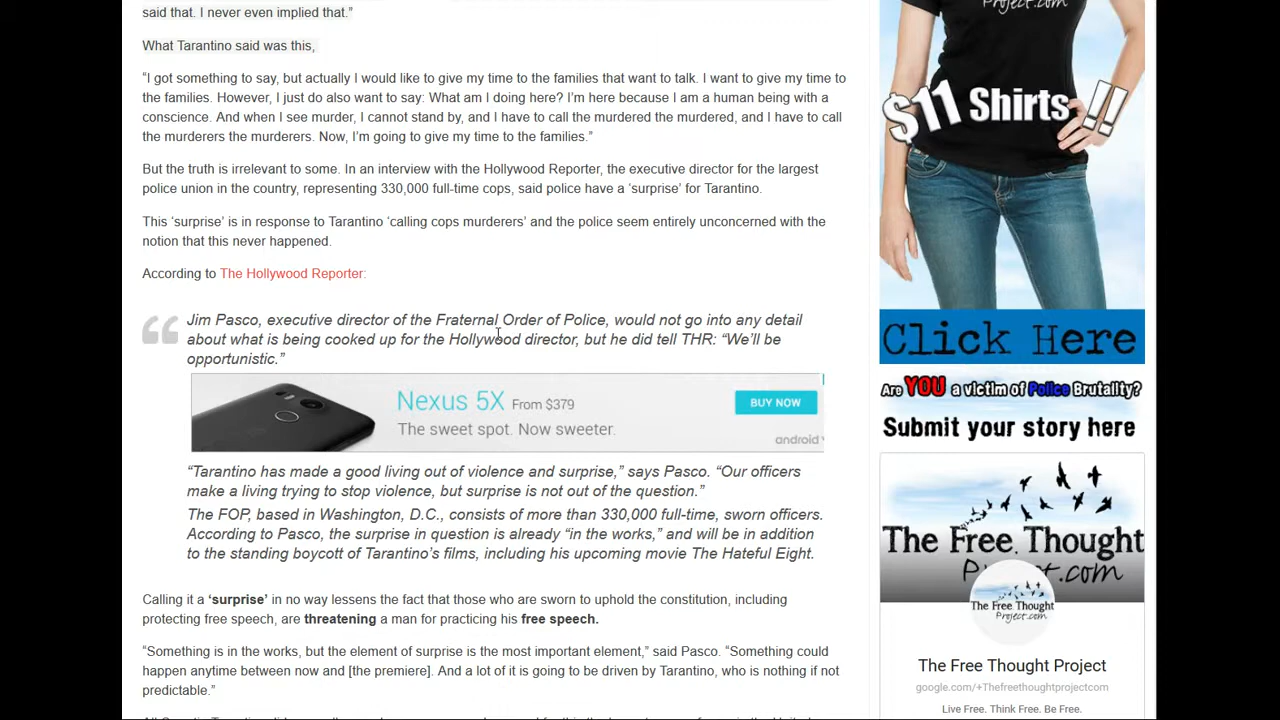 said that. I never even implied that.”
What Tarantino said was this,
“I got something to say, but actually I would like to give my time to the families that want to talk. I want to give my time to
the families. However, I just do also want to say: What am I doing here? I’m here because I am a human being with a
conscience. And when I see murder, I cannot stand by, and I have to call the murdered the murdered, and I have to call
the murderers the murderers. Now, I’m going to give my time to the families.”
But the truth is irrelevant to some. In an interview with the Hollywood Reporter, the executive director for the largest
police union in the country, representing 330,000 full-time cops, said police have a ‘surprise’ for Tarantino.
This ‘surprise’ is in response to Tarantino ‘calling cops murderers’ and the police seem entirely unconcerned with the
notion that this never happened.
According to The Hollywood Reporter:
Jim Pasco, executive director of the Fraternal Order of Police, would not go into any detail
about what is being cooked up for the Hollywood director, but he did tell THR: “We’ll be
opportunistic.”
Nexus 5X From $379
The sweet spot. Now sweeter.
BUY NOW
android
“Tarantino has made a good living out of violence and surprise,” says Pasco. “Our officers
make a living trying to stop violence, but surprise is not out of the question.”
The FOP, based in Washington, D.C., consists of more than 330,000 full-time, sworn officers.
According to Pasco, the surprise in question is already “in the works,” and will be in addition
to the standing boycott of Tarantino’s films, including his upcoming movie The Hateful Eight.
Calling it a ‘surprise’ in no way lessens the fact that those who are sworn to uphold the constitution, including
protecting free speech, are threatening a man for practicing his free speech.
“Something is in the works, but the element of surprise is the most important element,” said Pasco. “Something could
happen anytime between now and [the premiere]. And a lot of it is going to be driven by Tarantino, who is nothing if not
predictable.”
Project.com
$11 Shirts !!
Click Here
Are YOU a victim of Police Brutality?
Submit your story here
The Free Thought
Project.com
The Free Thought
Project.com
The Free Thought Project
google.com/+Thefreethoughtprojectcom
Live Free. Think Free. Be Free.